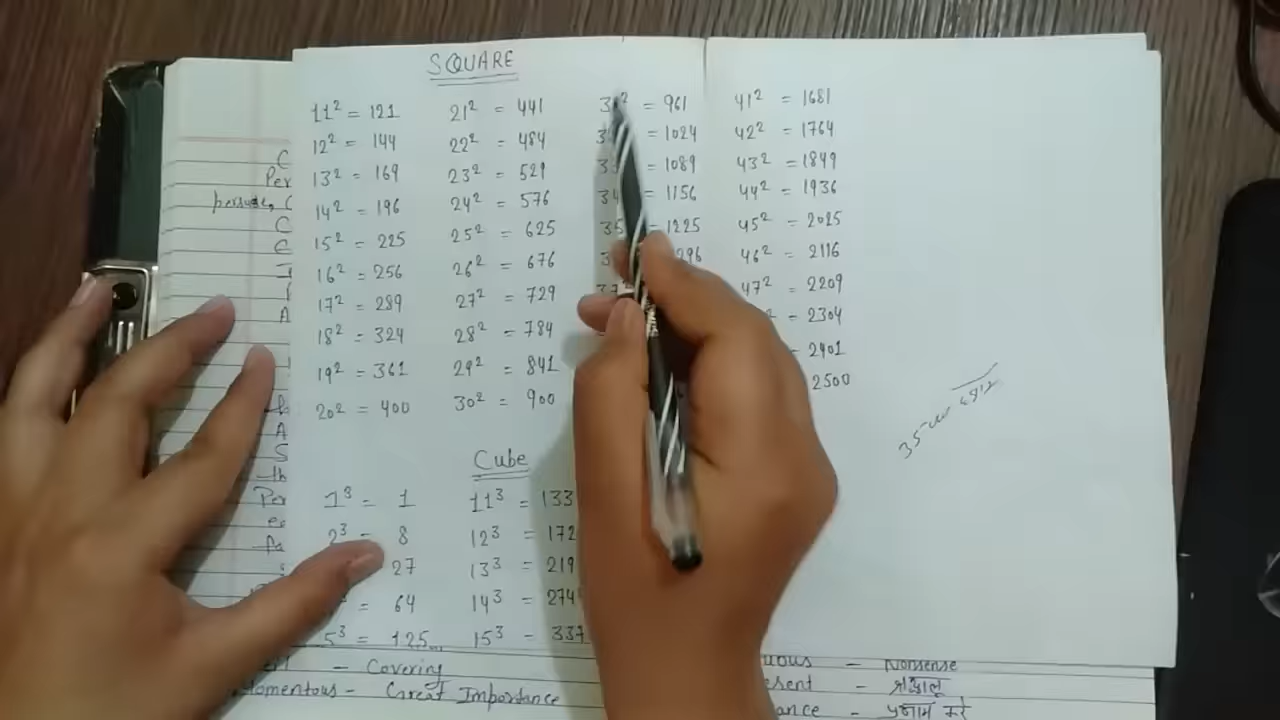 SQUARE
11² = 121
12² = 144
13² = 169
14² = 196
15² = 225
16² = 256
17² = 289
18² = 324
19² = 361
20² = 400
21² = 441
22² = 484
23² = 529
24² = 576
25² = 625
26² = 676
27² = 729
28² = 784
29² = 841
30² = 900
= 961
= 1024
= 1089
= 1156
= 1225
41² = 1681
42² = 1764
43² = 1849
44² = 1936
45² = 2025
46² = 2116
47² = 2209
= 2304
2401
2500
Cube
1³ = 1
2³ = 8
27
= 64
5³ = 125
11³ = 133
12³ = 172
13³ = 219
14³ = 274
15³ = 337
- Covering
Momentous - Great Importance
- Nonsense